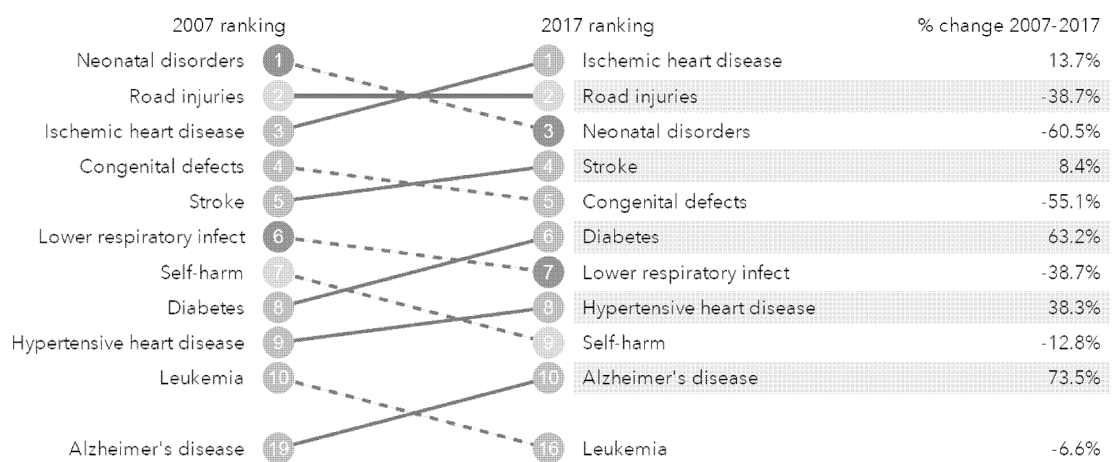 2007 ranking 2017 ranking % change 2007-2017
Neonatal disorders 1 1 Ischemic heart disease 13.7%
Road injuries 2 2 Road injuries -38.7%
Ischemic heart disease 3 3 Neonatal disorders -60.5%
Congenital defects 4 4 Stroke 8.4%
Stroke 5 5 Congenital defects -55.1%
Lower respiratory infect 6 6 Diabetes 63.2%
Self-harm 7 7 Lower respiratory infect -38.7%
Diabetes 8 8 Hypertensive heart disease 38.3%
Hypertensive heart disease 9 9 Self-harm -12.8%
Leukemia 10 10 Alzheimer's disease 73.5%
Alzheimer's disease 19 16 Leukemia -6.6%